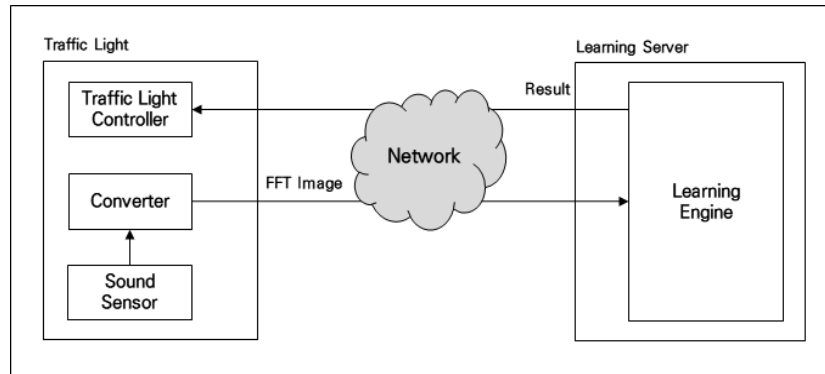 Traffic Light
Learning Server
Traffic Light
Controller
Result
Network
FFT Image
Converter
Learning
Engine
Sound
Sensor